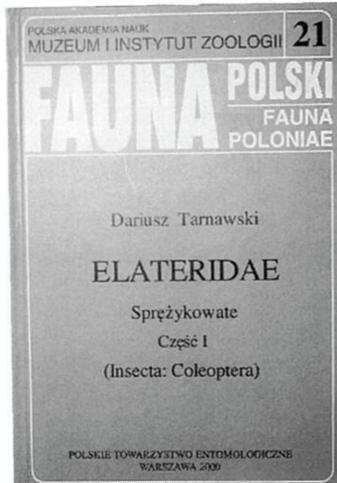 POLSKA AKADEMIA NAUK
MUZEUM I INSTYTUT ZOOLOGII 21
FAUNA POLSKI
FAUNA
POLONIAE
Dariusz Tarnawski
ELATERIDAE
Sprężykowate
Część I
(Insecta: Coleoptera)
POLSKIE TOWARZYSTWO ENTOMOLOGICZNE
WARSZAWA 2000